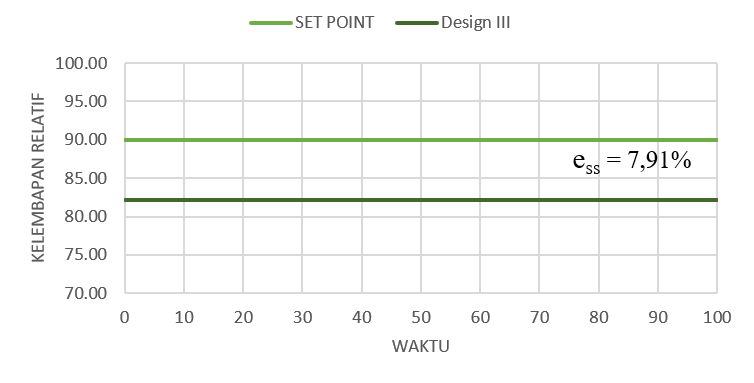 SET POINT Design III
100.00
95.00
90.00
85.00
80.00
75.00
70.00
KELEMBAPAN RELATIF
ess = 7,91%
0 10 20 30 40 50 60 70 80 90 100
WAKTU